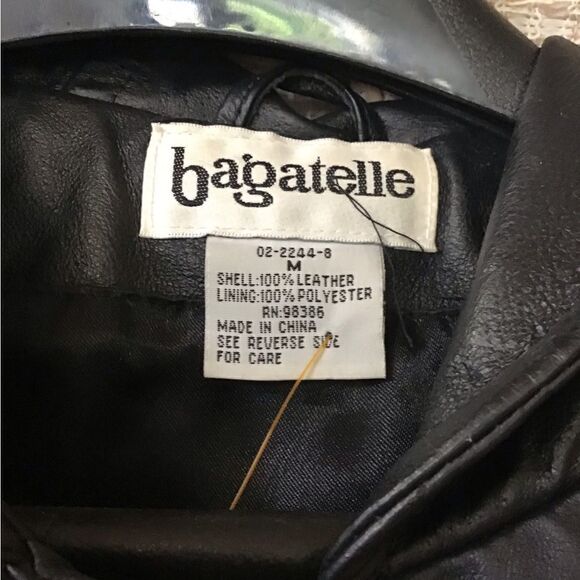 bagatelle
02-2244-8
M
SHELL:100% LEATHER
LINING:100% POLYESTER
RN:98386
MADE IN CHINA
SEE REVERSE SIDE
FOR CARE